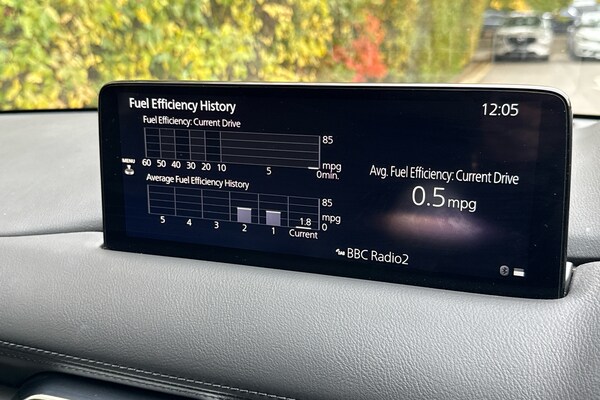 Fuel Efficiency History
12:05
Fuel Efficiency: Current Drive
85
MENU
60 50 40 30 20 10 5 0min.
mpg
Average Fuel Efficiency History
85
mpg
0
1.8
5 4 3 2 1 Current
Avg. Fuel Efficiency: Current Drive
0.5 mpg
BBC Radio2